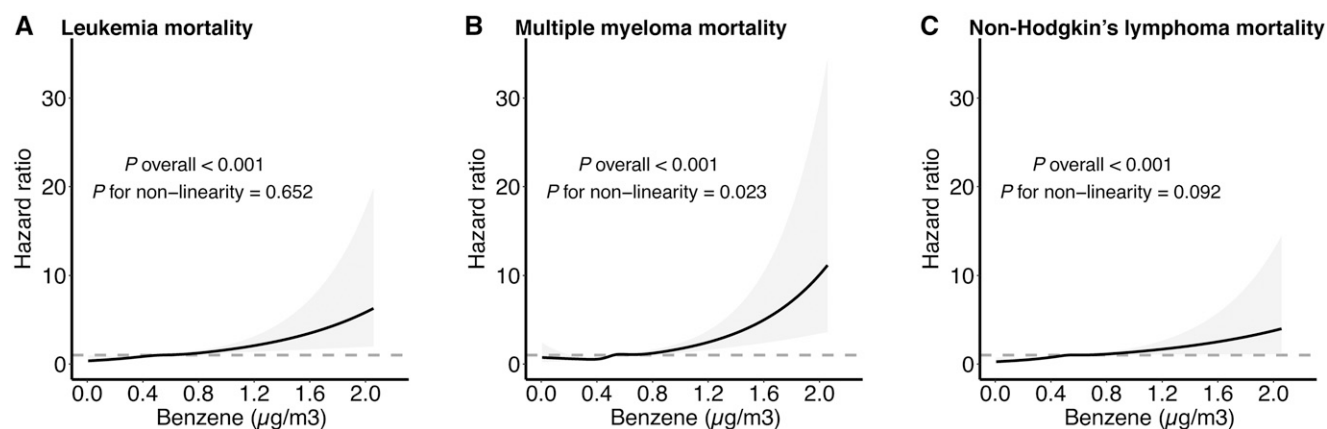 A Leukemia mortality
30
20
10
0
Hazard ratio
P overall < 0.001
P for non−linearity = 0.652
0.0 0.4 0.8 1.2 1.6 2.0
Benzene (μg/m3)
B Multiple myeloma mortality
30
20
10
0
Hazard ratio
P overall < 0.001
P for non−linearity = 0.023
0.0 0.4 0.8 1.2 1.6 2.0
Benzene (μg/m3)
C Non-Hodgkin's lymphoma mortality
30
20
10
0
Hazard ratio
P overall < 0.001
P for non−linearity = 0.092
0.0 0.4 0.8 1.2 1.6 2.0
Benzene (μg/m3)